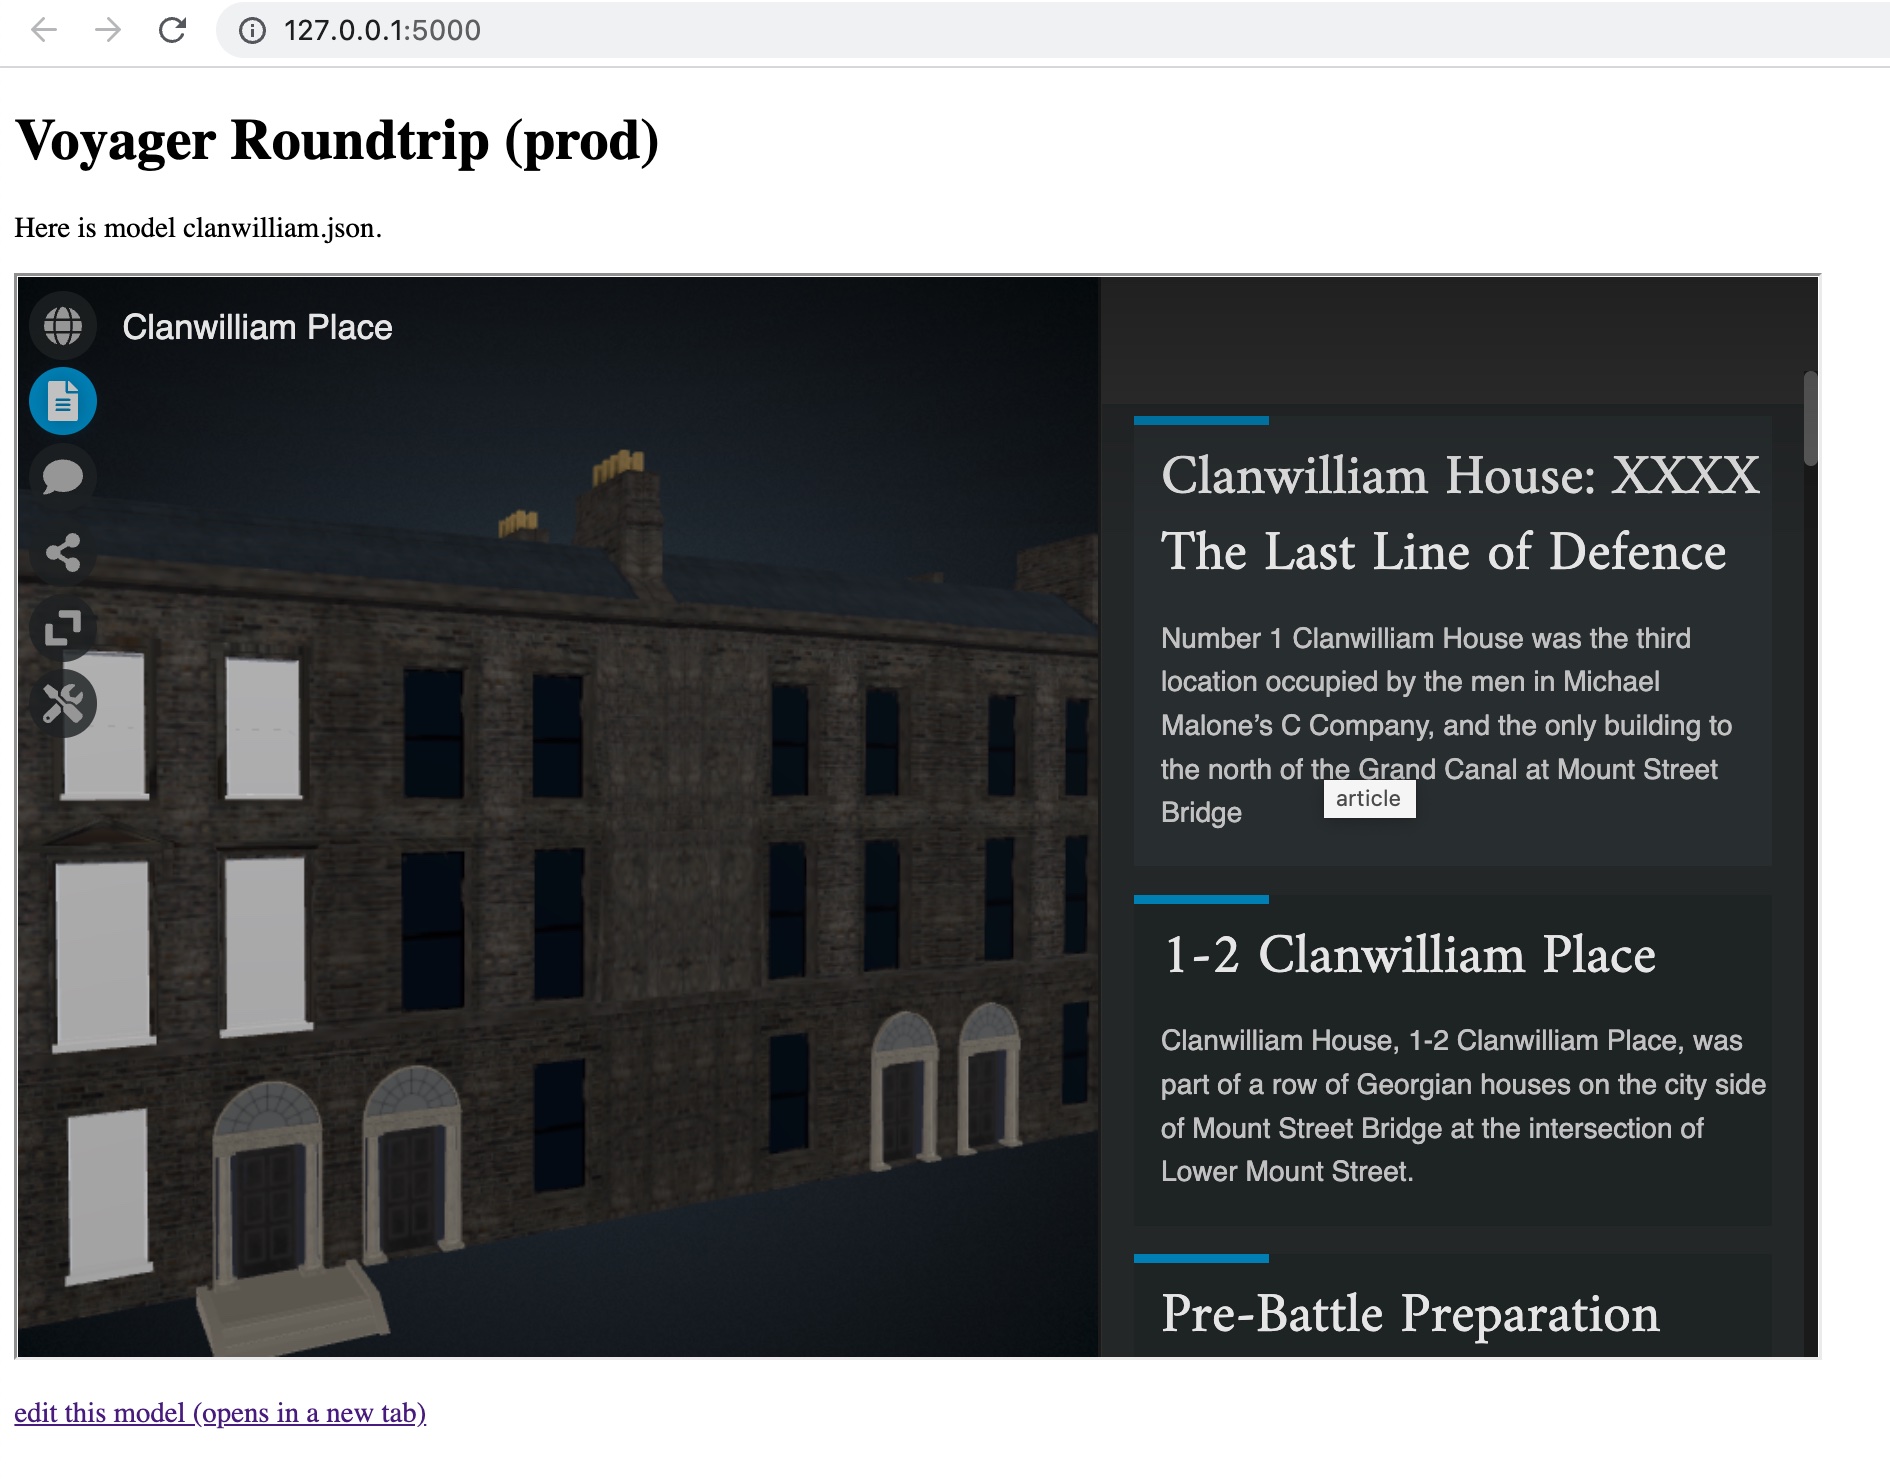 127.0.0.1:5000
Voyager Roundtrip (prod)
Here is model clanwilliam.json.
Clanwilliam Place
Clanwilliam House: XXXX
The Last Line of Defence
Number 1 Clanwilliam House was the third
location occupied by the men in Michael
Malone’s C Company, and the only building to
the north of the Grand Canal at Mount Street
Bridge
article
1-2 Clanwilliam Place
Clanwilliam House, 1-2 Clanwilliam Place, was
part of a row of Georgian houses on the city side
of Mount Street Bridge at the intersection of
Lower Mount Street.
Pre-Battle Preparation
edit this model (opens in a new tab)